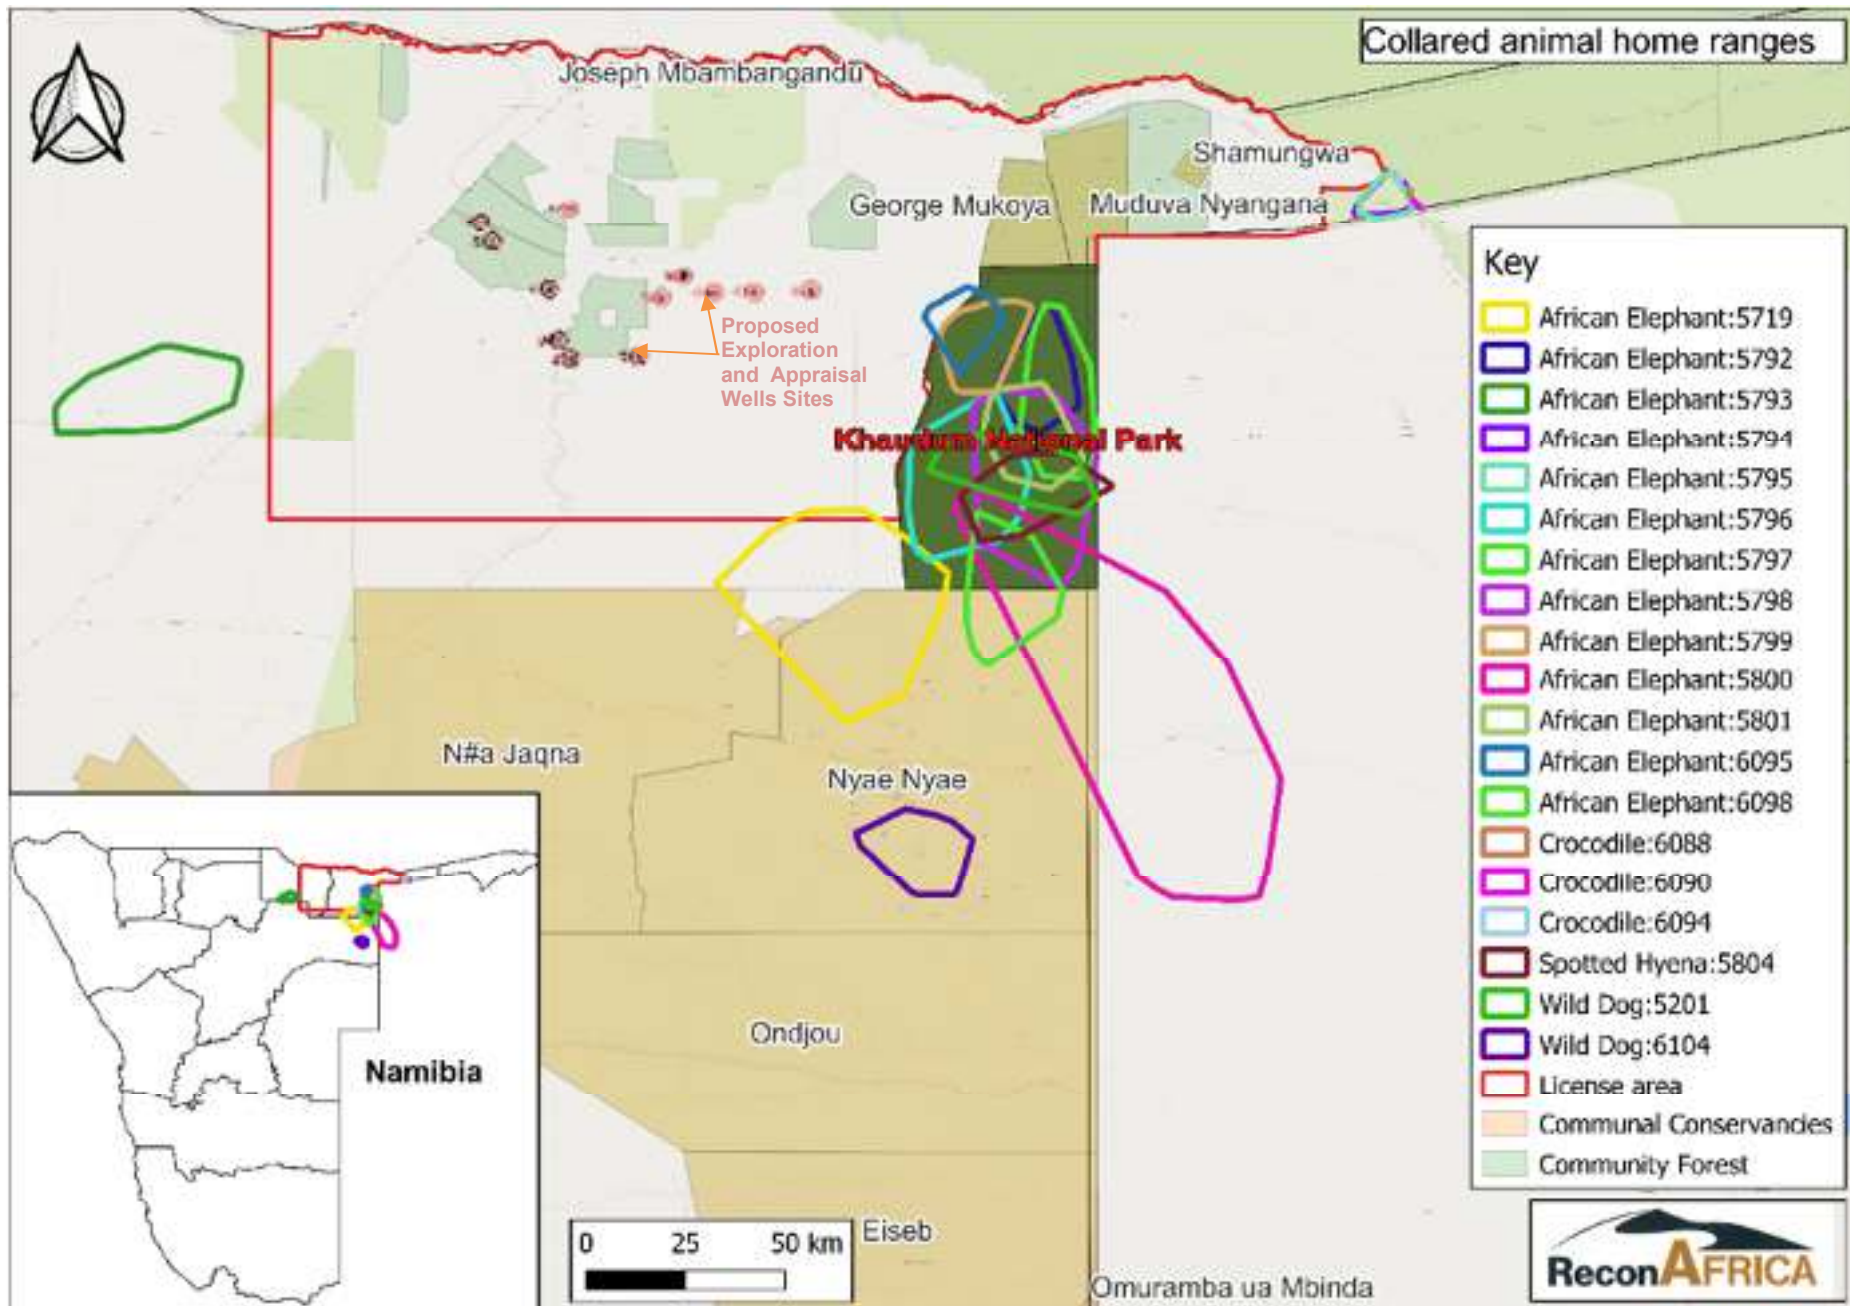 Collared animal home ranges
Joseph Mbambangandu
Shamungwa
George Mukoya
Muduva Nyangana
Proposed
Exploration
and Appraisal
Wells Sites
Khaudum National Park
N#a Jaqna
Nyae Nyae
Ondjou
Eiseb
Omuramba ua Mbinda
Namibia
0 25 50 km
Key
African Elephant:5719
African Elephant:5792
African Elephant:5793
African Elephant:5794
African Elephant:5795
African Elephant:5796
African Elephant:5797
African Elephant:5798
African Elephant:5799
African Elephant:5800
African Elephant:5801
African Elephant:6095
African Elephant:6098
Crocodile:6088
Crocodile:6090
Crocodile:6094
Spotted Hyena:5804
Wild Dog:5201
Wild Dog:6104
License area
Communal Conservancies
Community Forest
ReconAFRICA